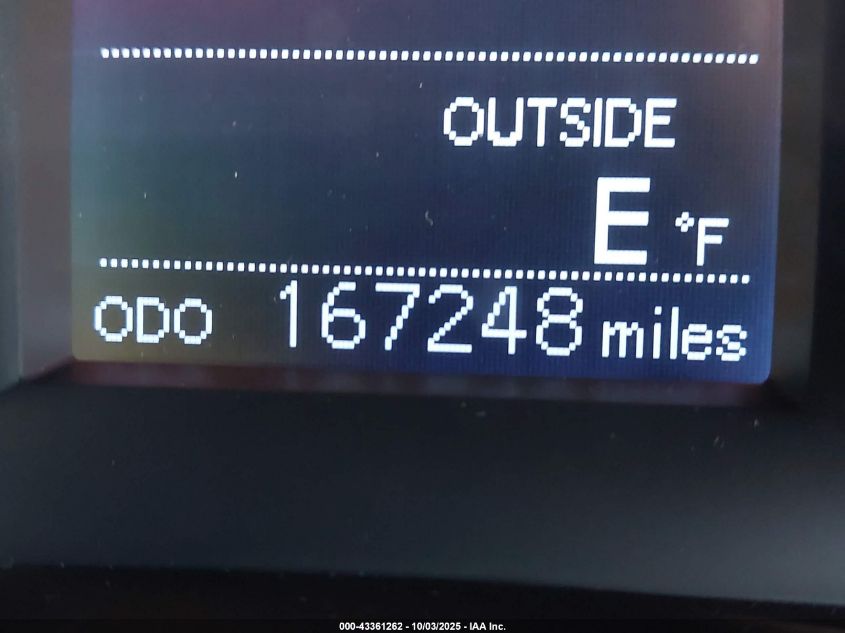 OUTSIDE
E °F
ODO 167248 miles
000-43361262 - 10/03/2025 - IAA Inc.